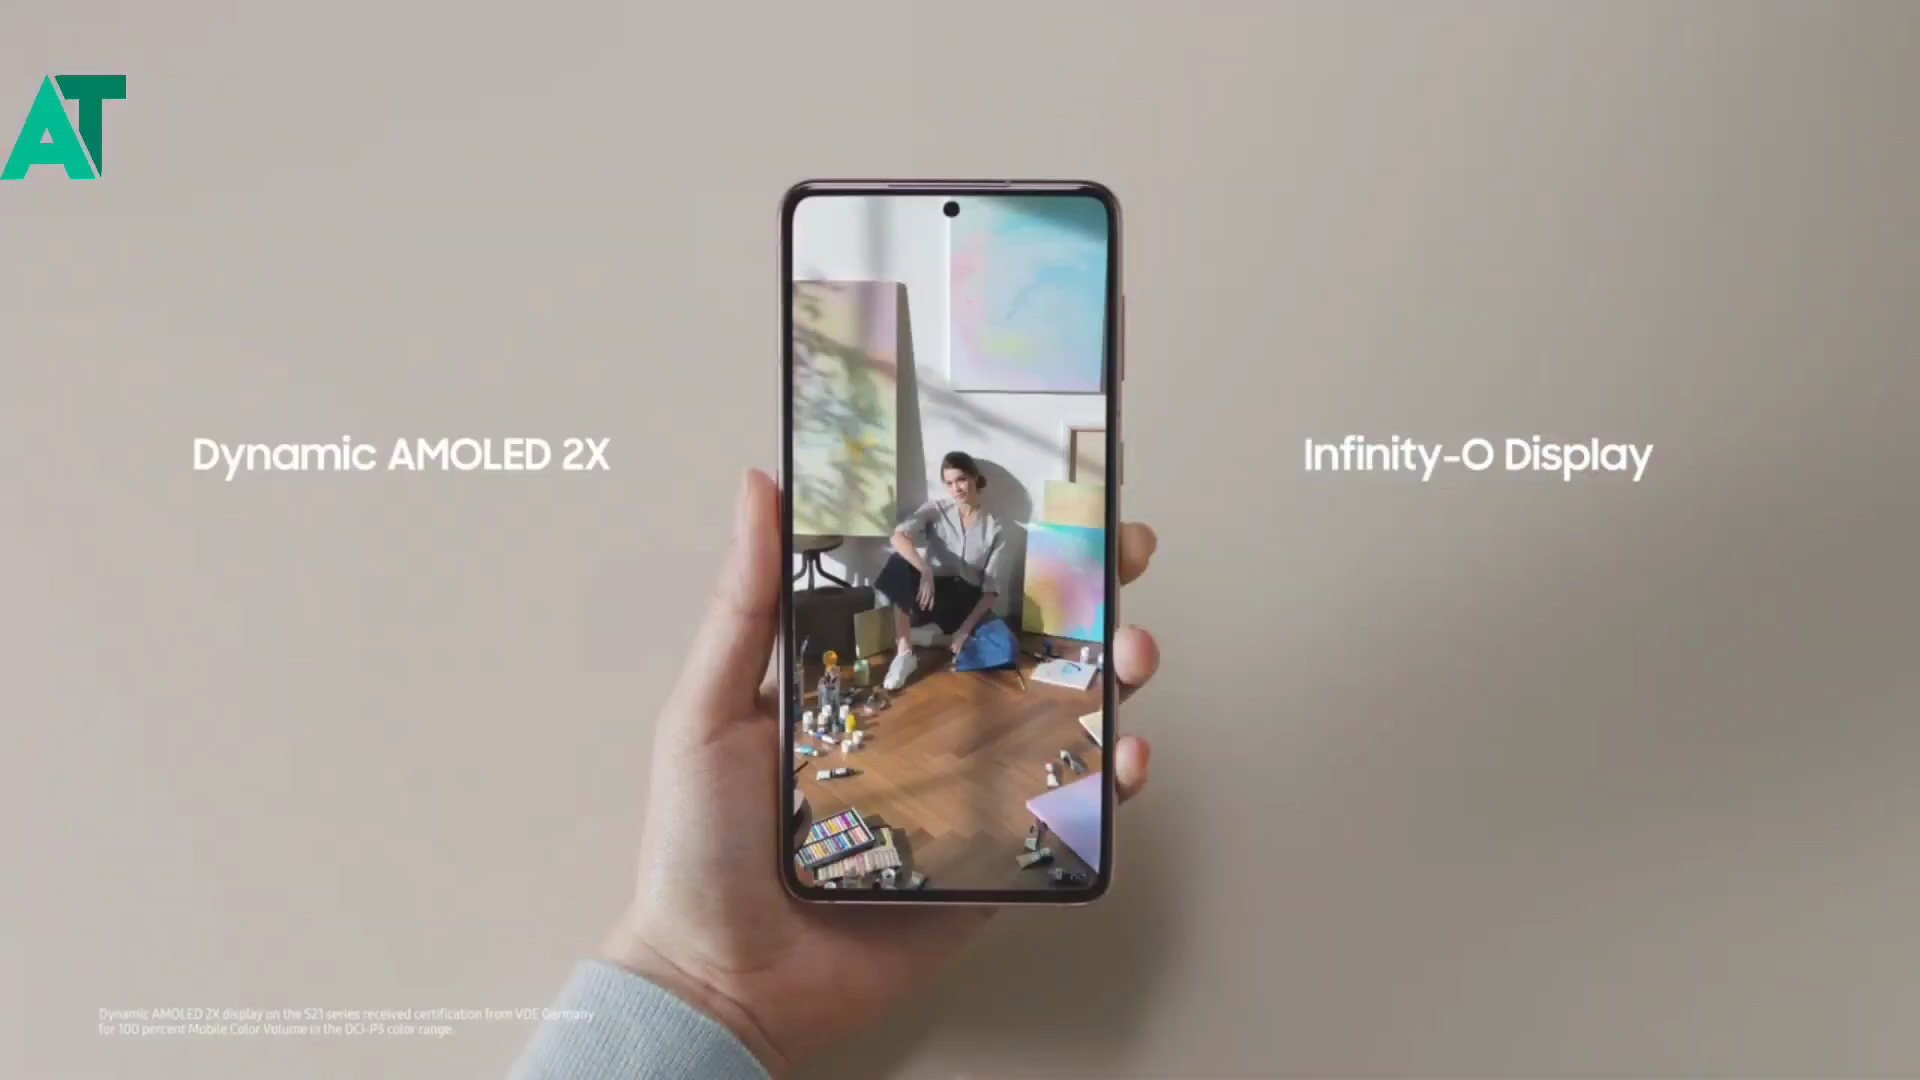 AT
Dynamic AMOLED 2X
Infinity-O Display
Dynamic AMOLED 2X display on the S21 series received certification from VDE Germany
for 100 percent Mobile Color Volume in the DCI-P3 color range.